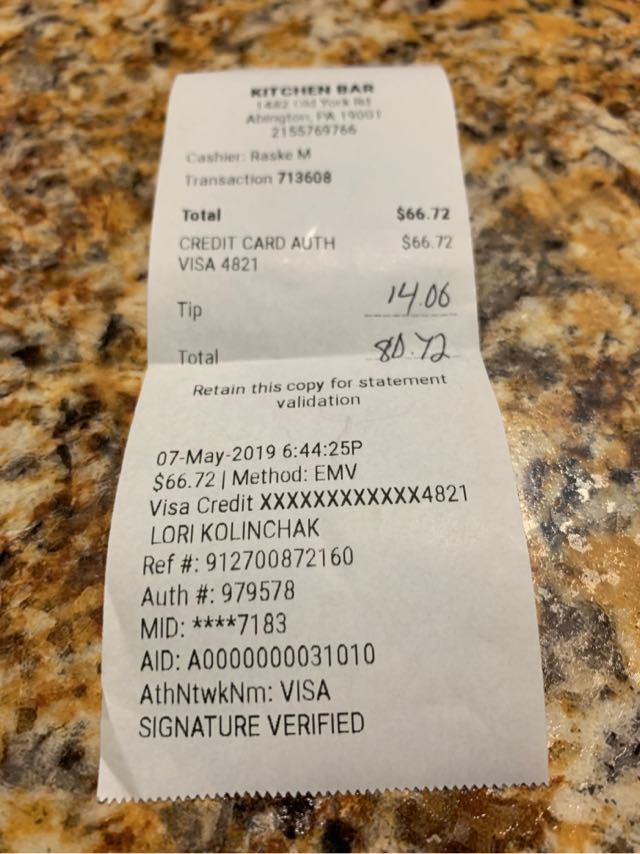 KITCHEN BAR
1482 Old York Rd
Abington, PA 19001
2155769766
Cashier: Raske M
Transaction 713608
Total $66.72
CREDIT CARD AUTH $66.72
VISA 4821
Tip 14.06
Total 80.72
Retain this copy for statement
validation
07-May-2019 6:44:25P
$66.72 | Method: EMV
Visa Credit XXXXXXXXXXXX4821
LORI KOLINCHAK
Ref #: 912700872160
Auth #: 979578
MID: ****7183
AID: A0000000031010
AthNtwkNm: VISA
SIGNATURE VERIFIED